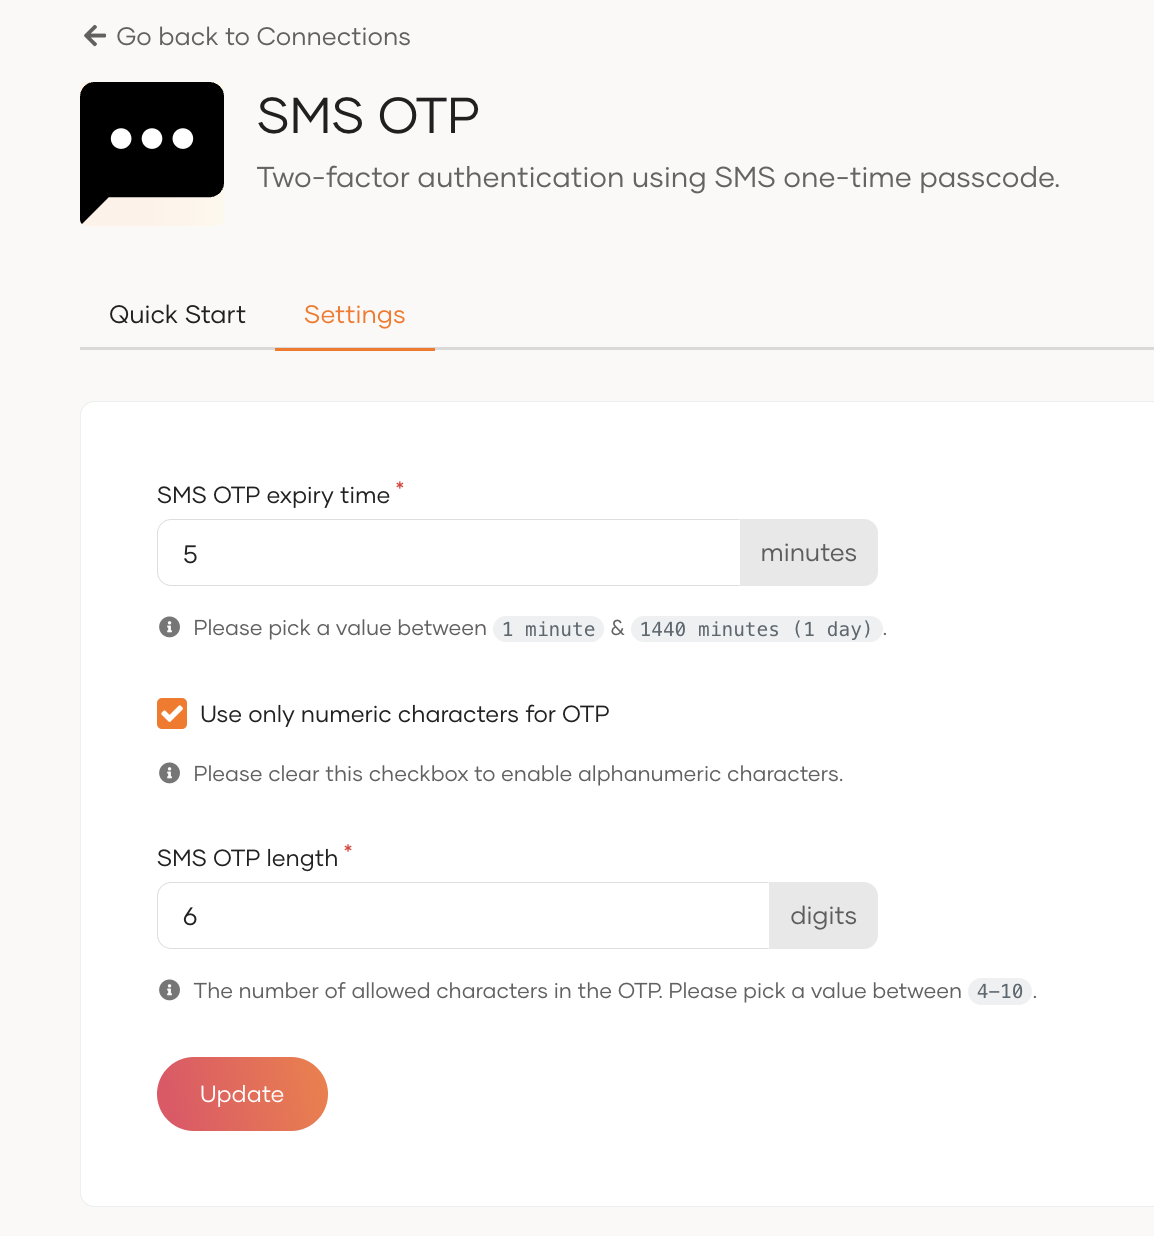 Go back to Connections
SMS OTP
Two-factor authentication using SMS one-time passcode.
Quick Start Settings
SMS OTP expiry time *
5 minutes
Please pick a value between 1 minute & 1440 minutes (1 day).
Use only numeric characters for OTP
Please clear this checkbox to enable alphanumeric characters.
SMS OTP length *
6 digits
The number of allowed characters in the OTP. Please pick a value between 4-10.
Update